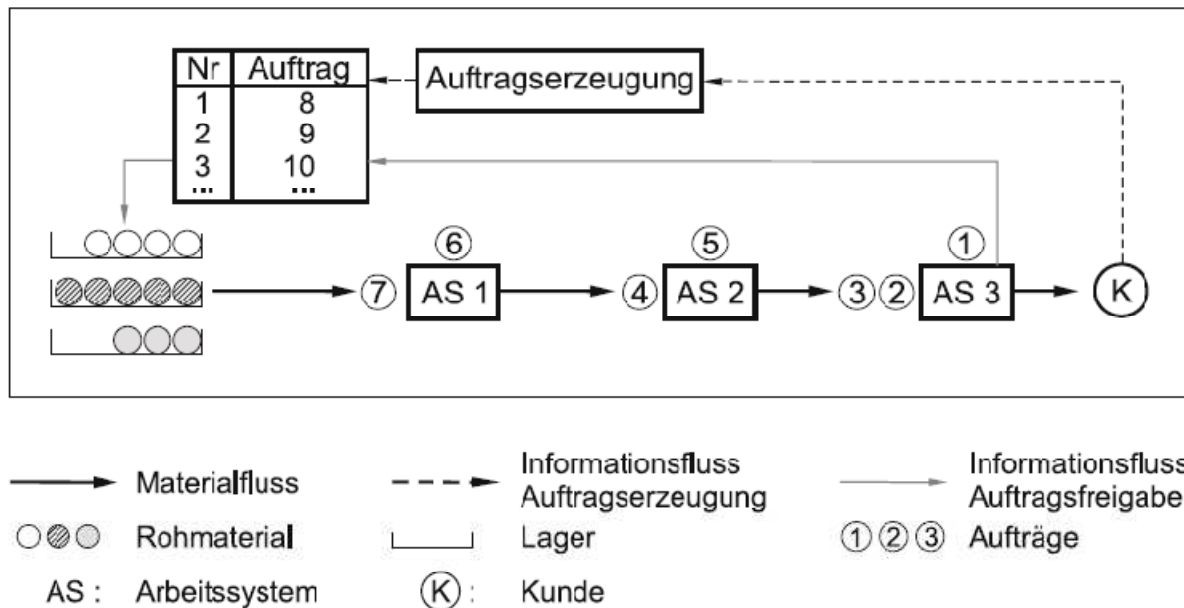 Nr Auftrag
Auftragserzeugung
1 8
2 9
3 10
... ...
6 5 1
7 AS 1 4 AS 2 3 2 AS 3 K
Materialfluss
Informationsfluss
Auftragserzeugung
Informationsfluss
Auftragsfreigabe
Rohmaterial
Lager
1 2 3 Aufträge
AS : Arbeitssystem
K : Kunde